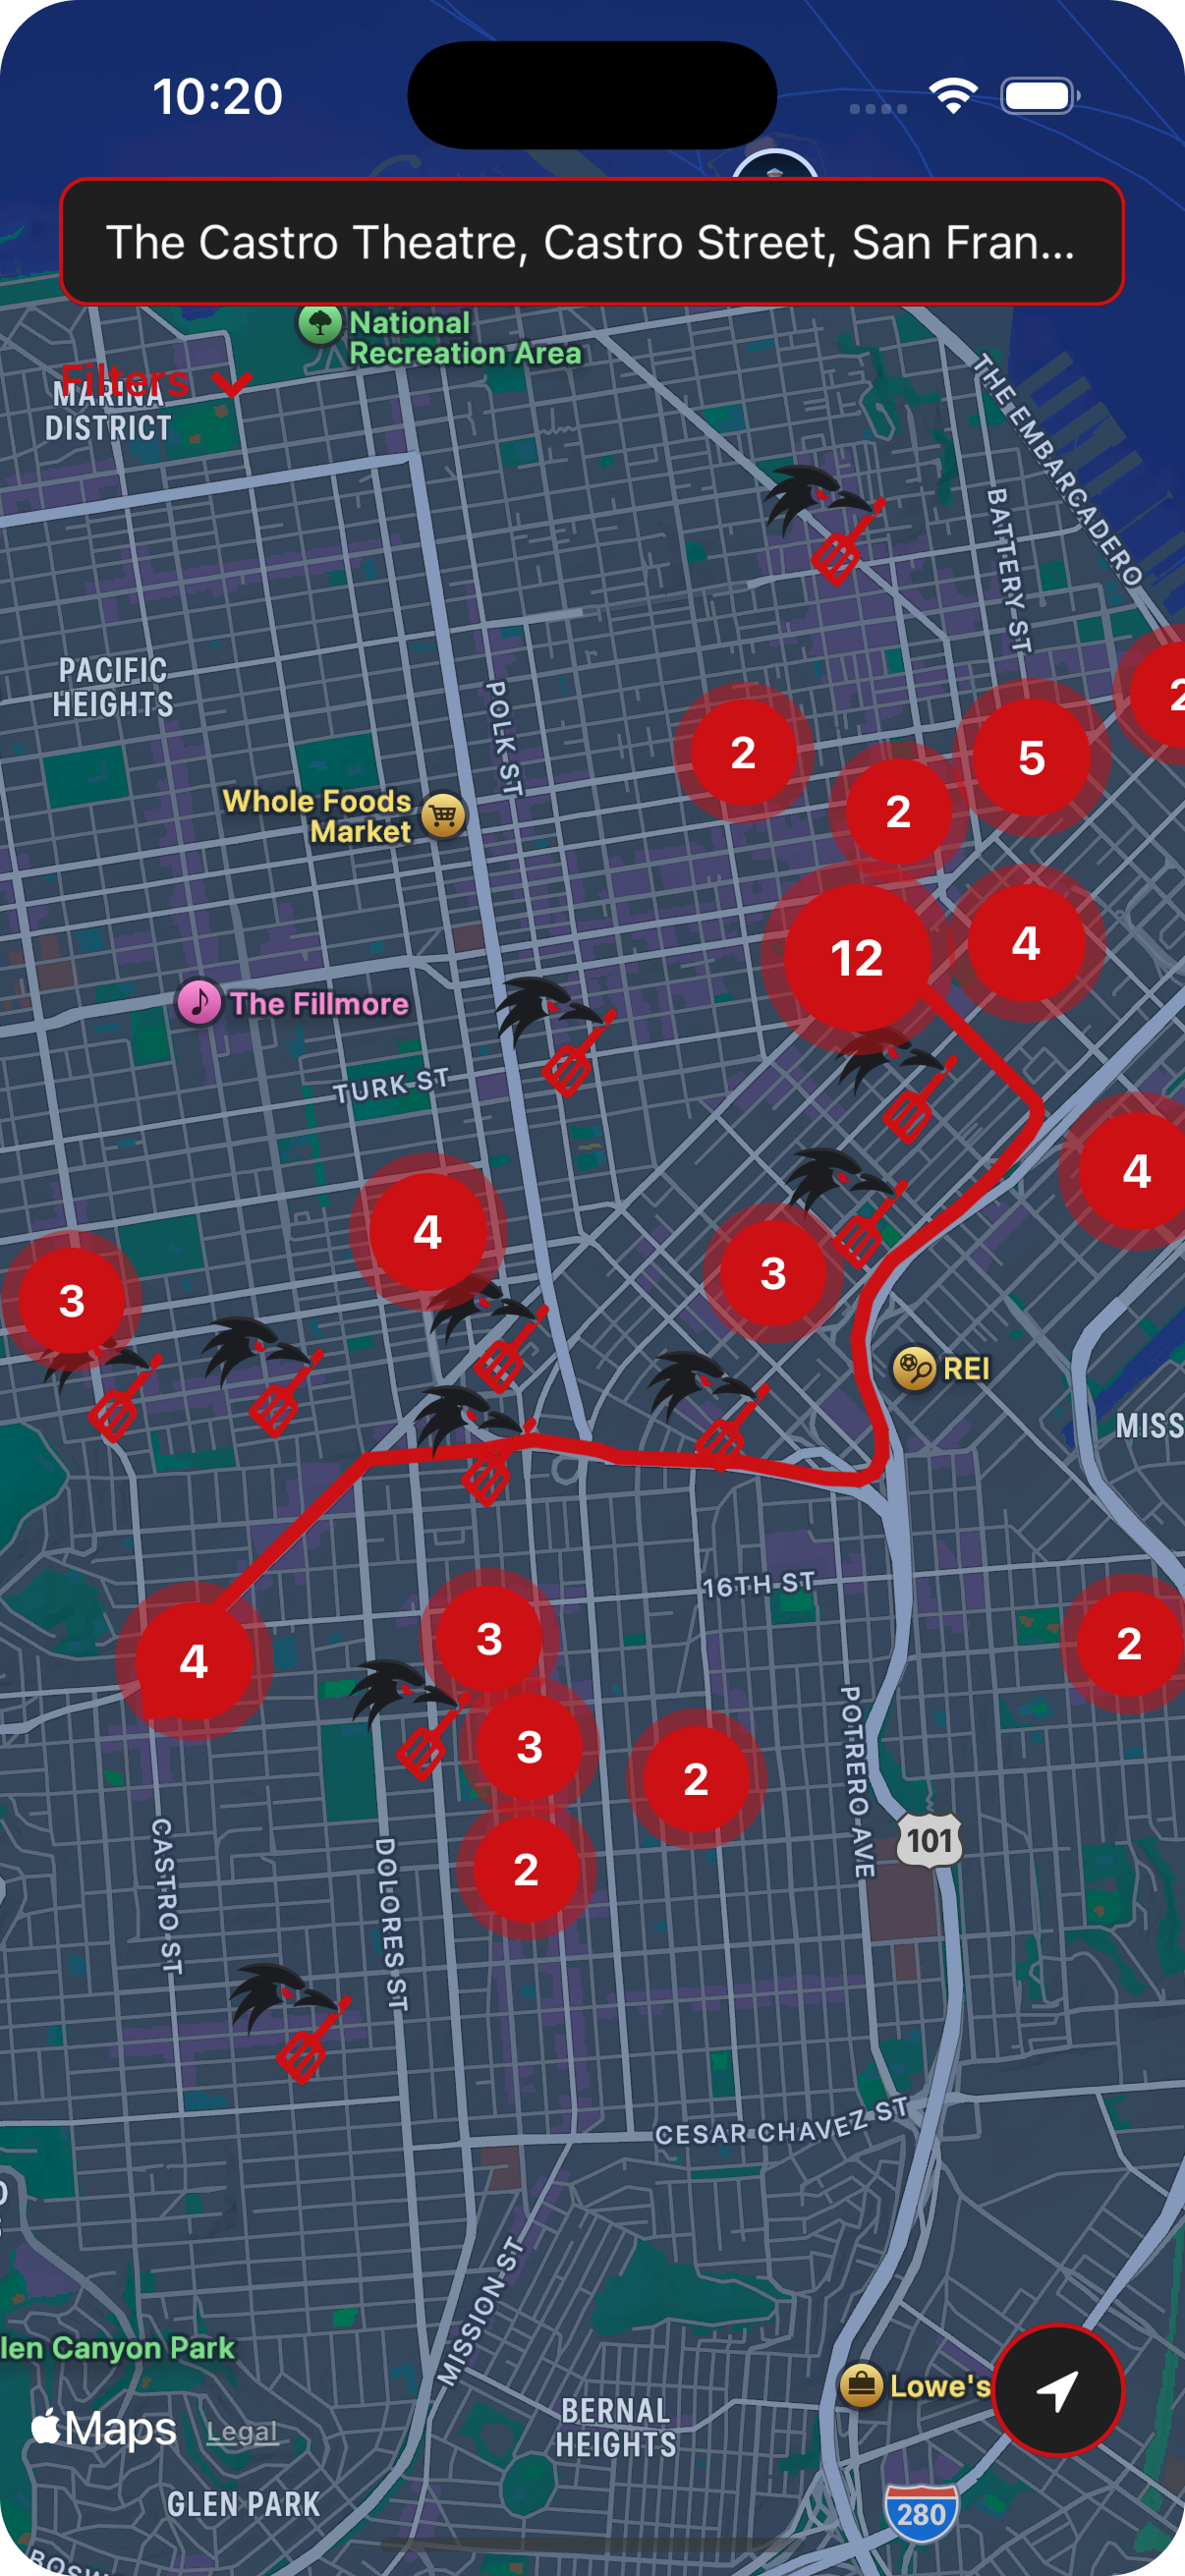 10:20
The Castro Theatre, Castro Street, San Fran...
National
Recreation Area
Filters
MARINA
DISTRICT
THE EMBARCADERO
BATTERY ST
PACIFIC
HEIGHTS
POLK ST
2
2
5
2
Whole Foods
Market
12
4
The Fillmore
TURK ST
4
4
3
3
REI
MISS
16TH ST
4
3
2
3
2
POTRERO AVE
101
2
CASTRO ST
DOLORES ST
CESAR CHAVEZ ST
MISSION ST
len Canyon Park
Lowe's
BERNAL
HEIGHTS
Maps
Legal
GLEN PARK
280
BOSW